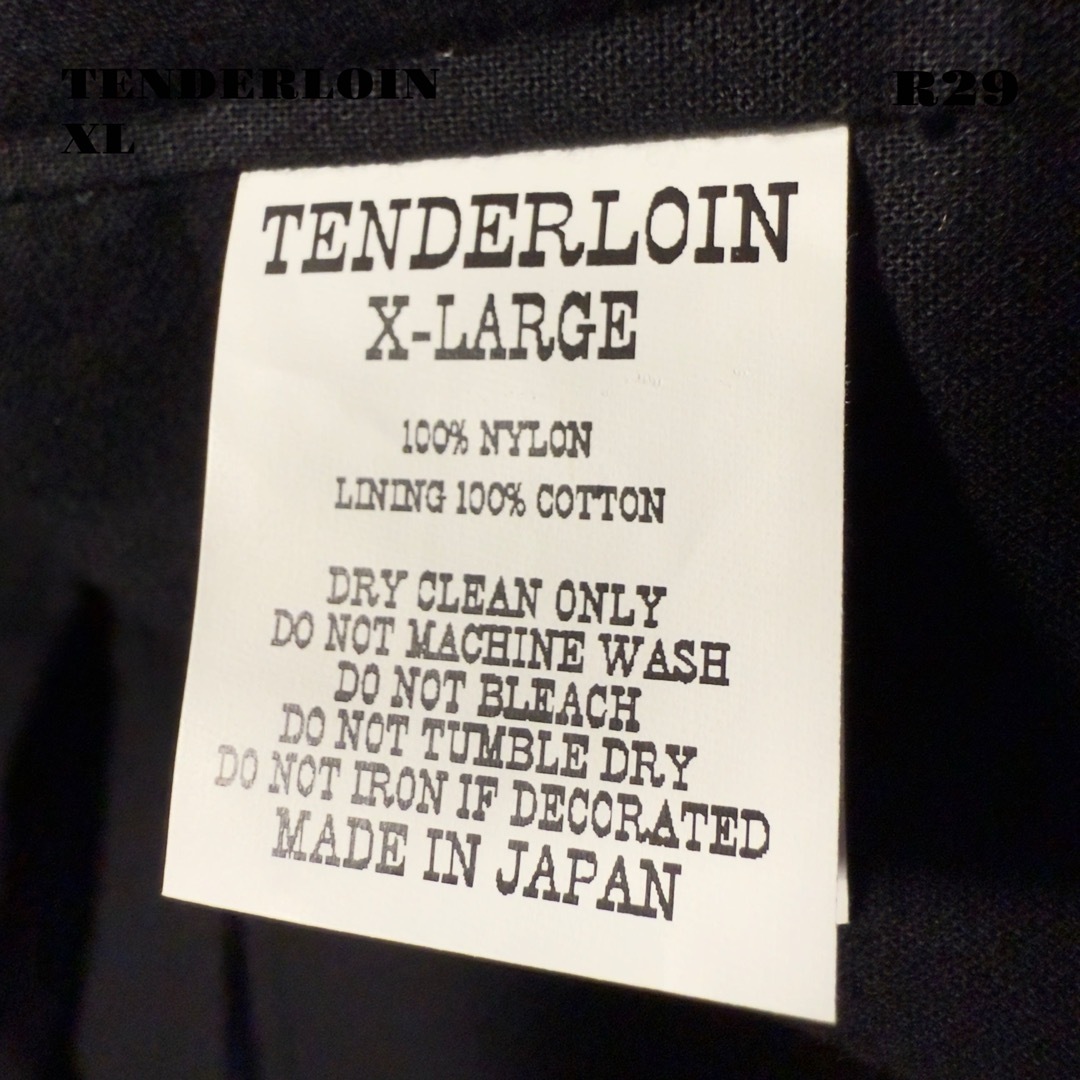 TENDERLOIN
XL
R29
TENDERLOIN
X-LARGE
100% NYLON
LINING 100% COTTON
DRY CLEAN ONLY
DO NOT MACHINE WASH
DO NOT BLEACH
DO NOT TUMBLE DRY
DO NOT IRON IF DECORATED
MADE IN JAPAN